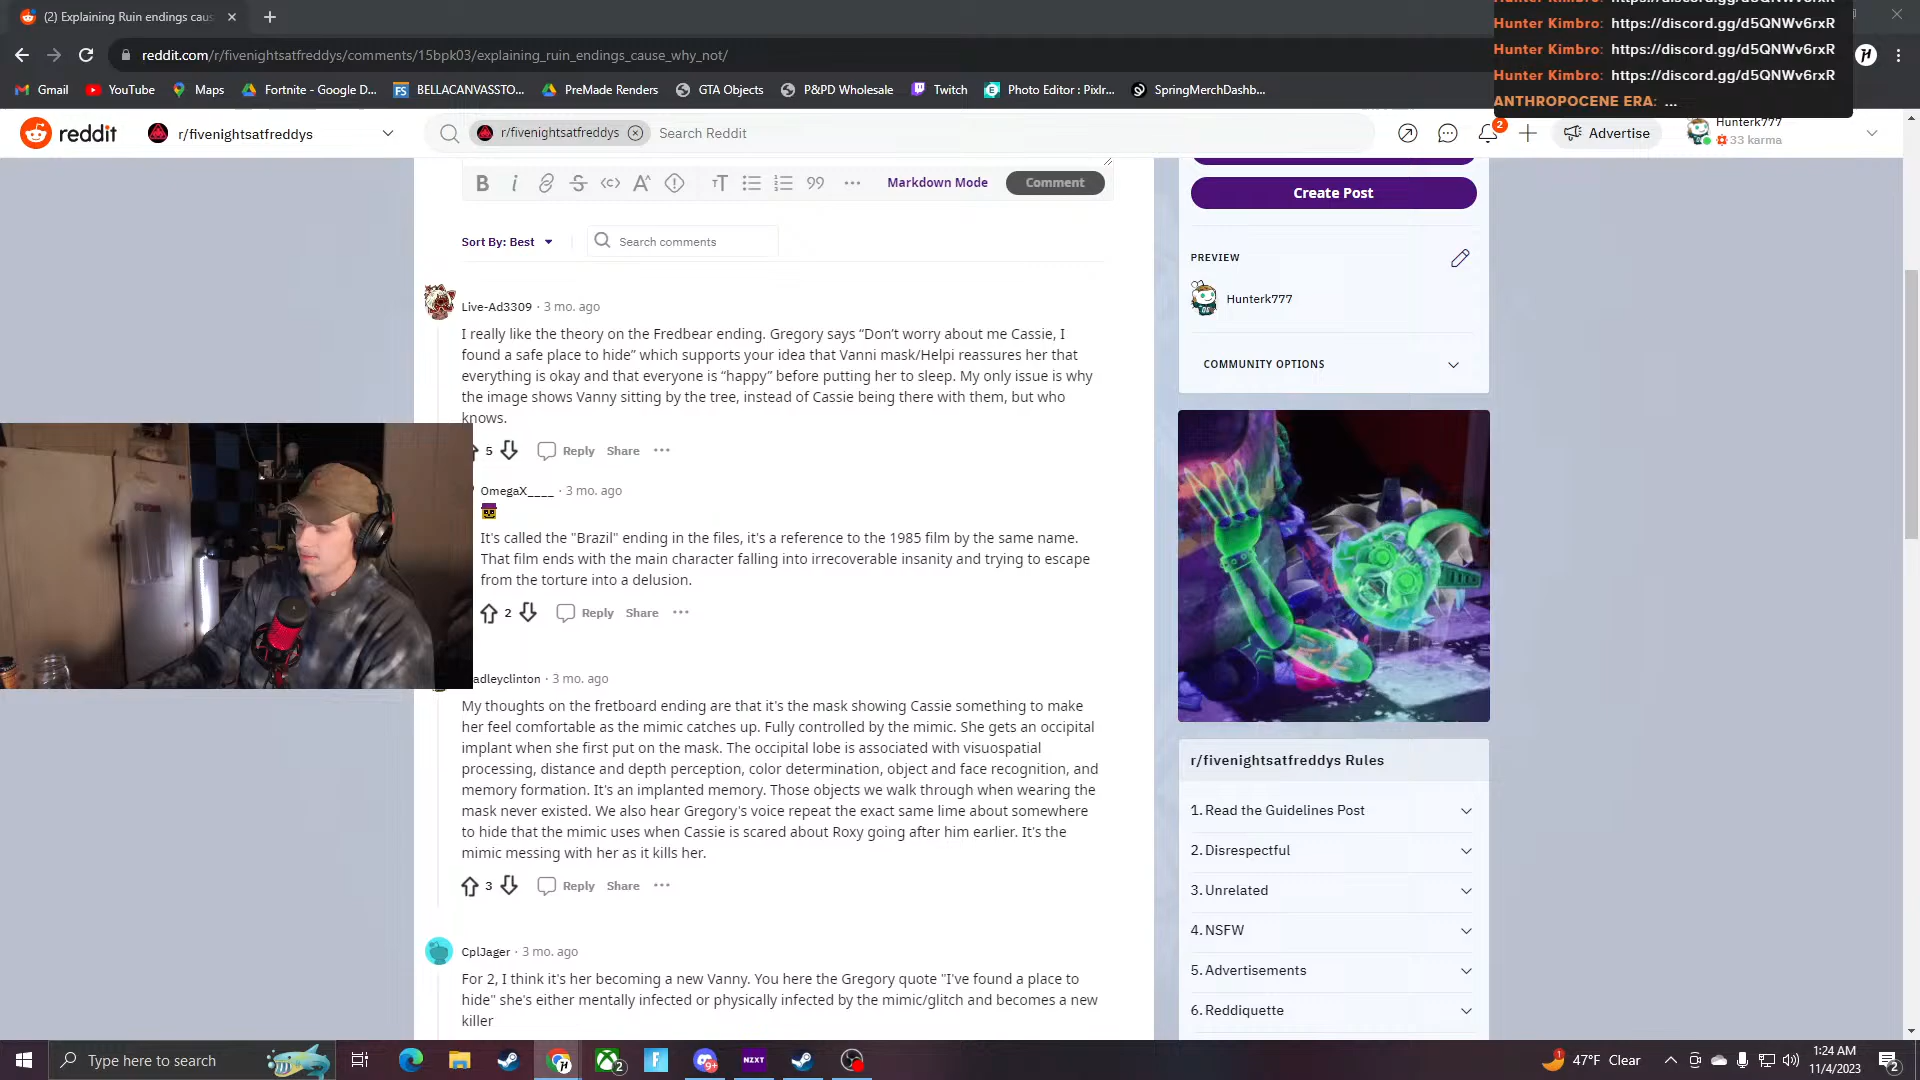 (2) Explaining Ruin endings caus
Hunter Kimbro: https://discord.gg/d5QNWv6rxR
Hunter Kimbro: https://discord.gg/d5QNWv6rxR
Hunter Kimbro: https://discord.gg/d5QNWv6rxR
Hunter Kimbro: https://discord.gg/d5QNWv6rxR
ANTHROPOCENE ERA: ...
reddit.com/r/fivenightsatfreddys/comments/15bpk03/explaining_ruin_endings_cause_why_not/
Gmail YouTube Maps Fortnite - Google D... BELLACANVASSTO... PreMade Renders GTA Objects P&PD Wholesale Twitch Photo Editor : Pixlr... SpringMerchDashb...
reddit r/fivenightsatfreddys r/fivenightsatfreddys Search Reddit 2 Advertise Hunterk777
33 karma
Markdown Mode Comment
Create Post
Sort By: Best Search comments
PREVIEW
Hunterk777
COMMUNITY OPTIONS
Live-Ad3309 · 3 mo. ago
I really like the theory on the Fredbear ending. Gregory says “Don’t worry about me Cassie, I
found a safe place to hide” which supports your idea that Vanni mask/Helpi reassures her that
everything is okay and that everyone is “happy” before putting her to sleep. My only issue is why
the image shows Vanny sitting by the tree, instead of Cassie being there with them, but who
knows.
5 Reply Share ...
OmegaX____ · 3 mo. ago
It's called the "Brazil" ending in the files, it's a reference to the 1985 film by the same name.
That film ends with the main character falling into irrecoverable insanity and trying to escape
from the torture into a delusion.
2 Reply Share ...
adleyclinton · 3 mo. ago
My thoughts on the fretboard ending are that it's the mask showing Cassie something to make
her feel comfortable as the mimic catches up. Fully controlled by the mimic. She gets an occipital
implant when she first put on the mask. The occipital lobe is associated with visuospatial
processing, distance and depth perception, color determination, object and face recognition, and
memory formation. It's an implanted memory. Those objects we walk through when wearing the
mask never existed. We also hear Gregory's voice repeat the exact same lime about somewhere
to hide that the mimic uses when Cassie is scared about Roxy going after him earlier. It's the
mimic messing with her as it kills her.
3 Reply Share ...
CplJager · 3 mo. ago
For 2, I think it's her becoming a new Vanny. You here the Gregory quote "I've found a place to
hide" she's either mentally infected or physically infected by the mimic/glitch and becomes a new
killer
r/fivenightsatfreddys Rules
1. Read the Guidelines Post
2. Disrespectful
3. Unrelated
4. NSFW
5. Advertisements
6. Reddiquette
Type here to search
2
9+
NZXT
1
47°F Clear
1:24 AM
11/4/2023
2